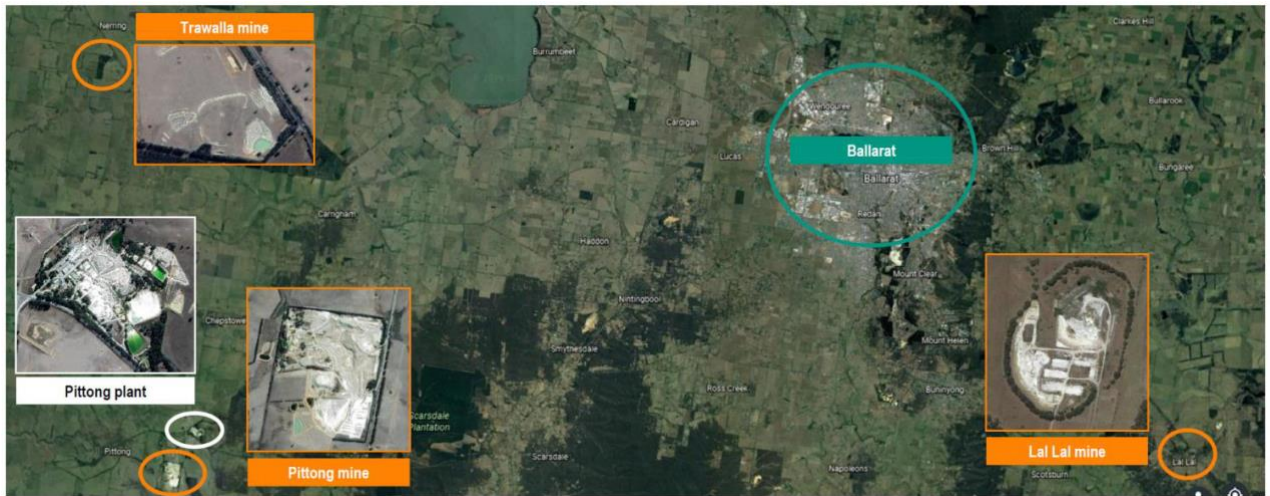 Nerring
Trawalla mine
Clarkes Hill
Burrumbeet
Wendouree
Bullarook
Cardigan
Lucas
Ballarat
Brown Hill
Ballarat
Bungaree
Carngham
Redan
Haddon
Mount Clear
Nintingbool
Chepstowe
Mount Helen
Smythesdale
Pittong plant
Ross Creek
Buninyong
Scarsdale
Plantation
Pittong
Pittong mine
Scarsdale
Napoleons
Lal Lal mine
Scotsburn
Lal Lal